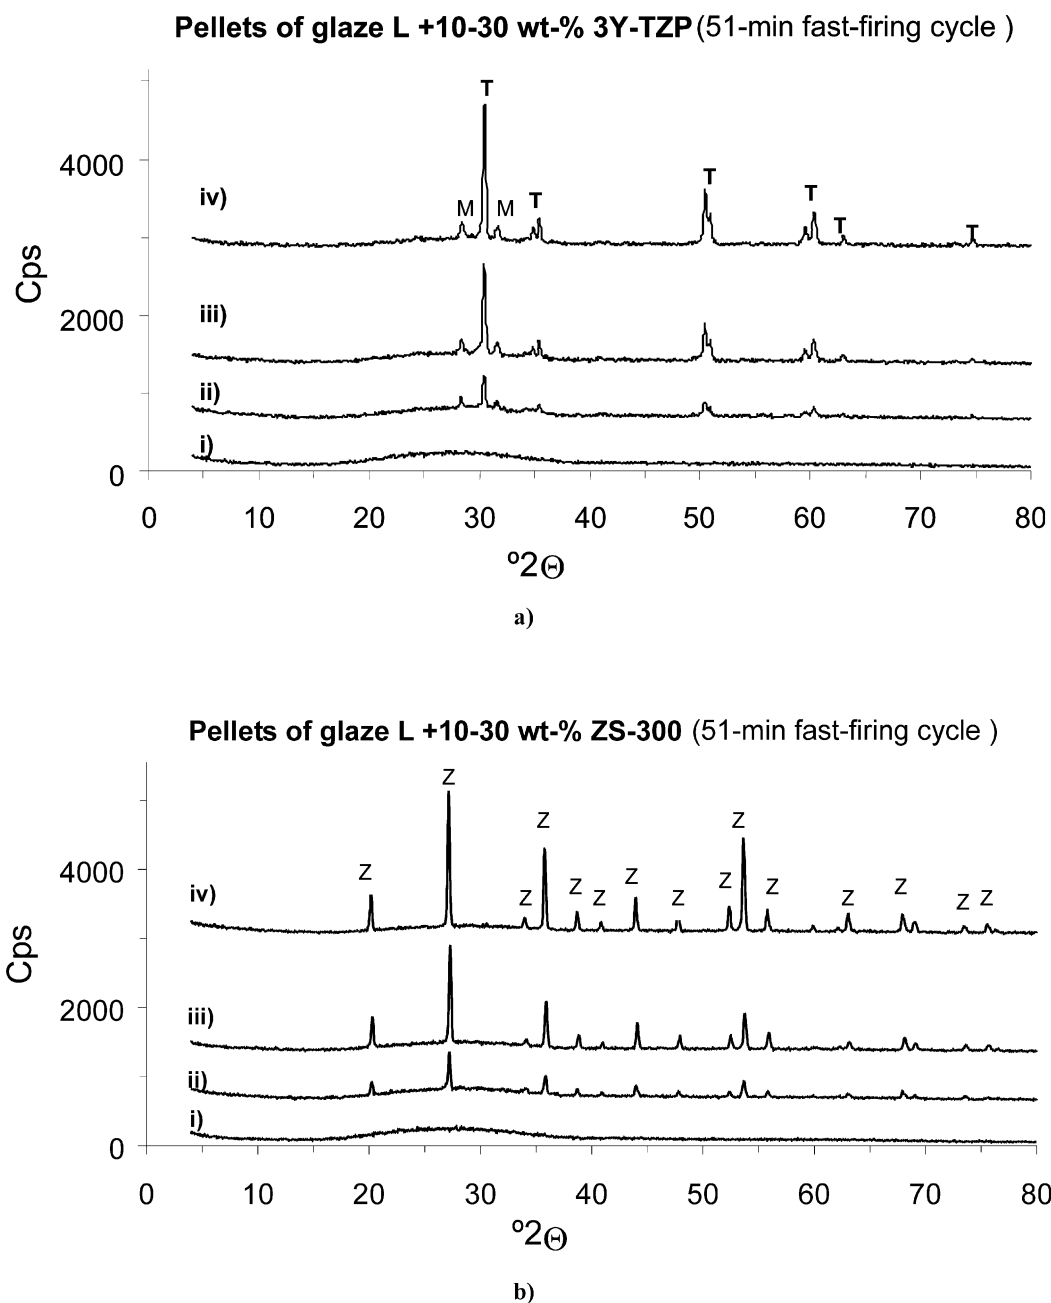 Pellets of glaze L +10-30 wt-% 3Y-TZP (51-min fast-firing cycle )
T
4000
iv)
M
M
T
T
T
T
T
Cps
iii)
2000
ii)
i)
0
0 10 20 30 40 50 60 70 80
º2Θ
a)
Pellets of glaze L +10-30 wt-% ZS-300 (51-min fast-firing cycle )
Z
Z
Z
4000
Z
iv)
Z
Z
Z
Z
Z
Z
Z
Z
Z
Z
Z
Z
Cps
2000
iii)
ii)
i)
0
0 10 20 30 40 50 60 70 80
º2Θ
b)